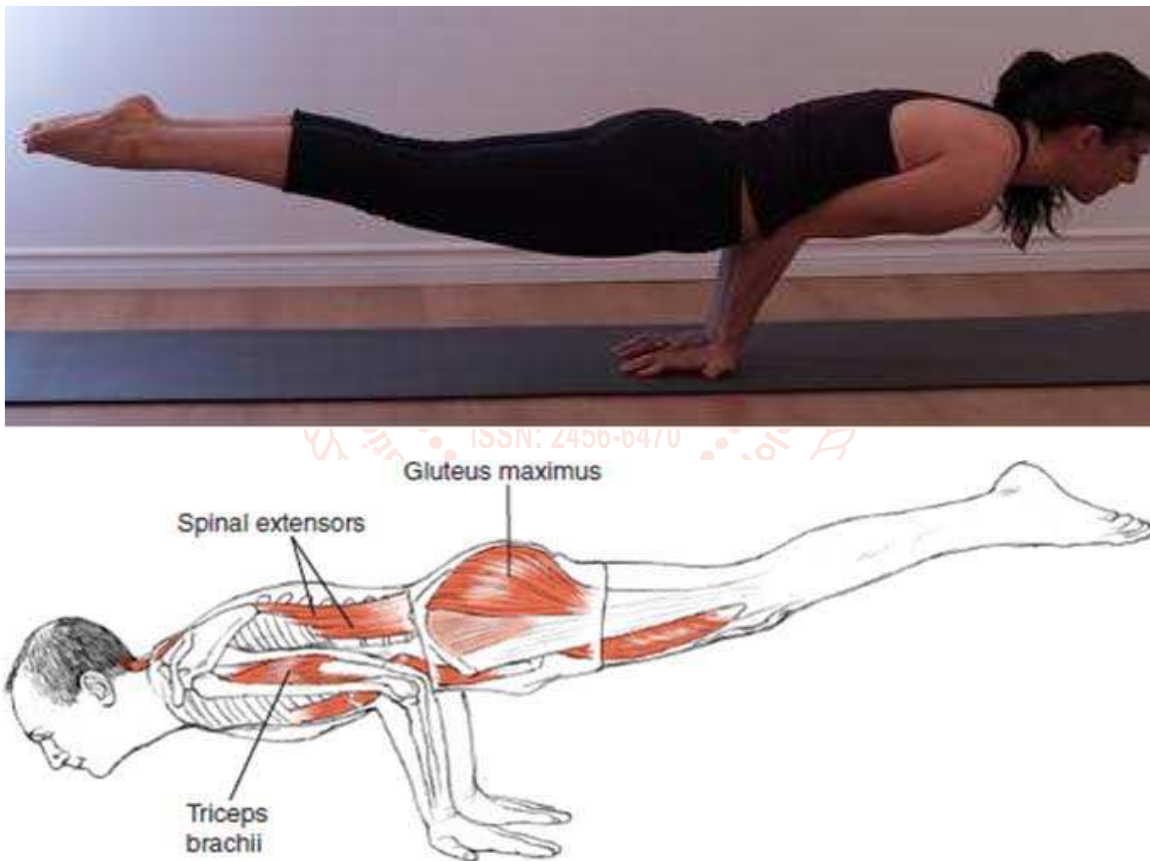 ISSN: 2456-6470
Gluteus maximus
Spinal extensors
Triceps
brachii